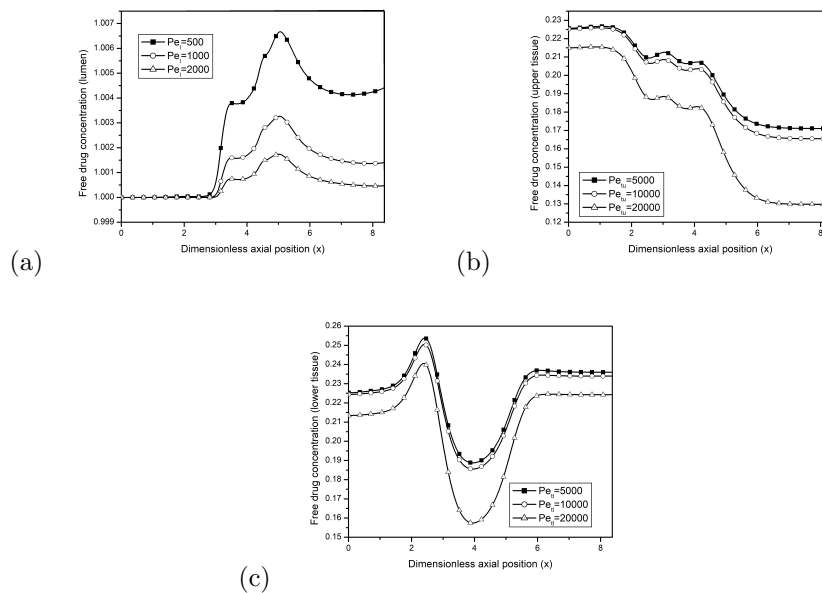 1.007
1.006
1.004
1.002
1.001
1.000
0.999
Free drug concentration (lumen)
Pe_l=500
Pe_l=1000
Pe_l=2000
0 2 4 6 8
Dimensionless axial position (x)
(a)
0.23
0.22
0.21
0.20
0.19
0.18
0.17
0.16
0.15
0.14
0.13
Free drug concentration (upper tissue)
Pe_tu=5000
Pe_tu=10000
Pe_tu=20000
0 2 4 6 8
Dimensionless axial position (x)
(b)
0.26
0.25
0.24
0.23
0.22
0.21
0.20
0.19
0.18
0.17
0.16
0.15
Free drug concentration (lower tissue)
Pe_tl=5000
Pe_tl=10000
Pe_tl=20000
0 2 4 6 8
Dimensionless axial position (x)
(c)